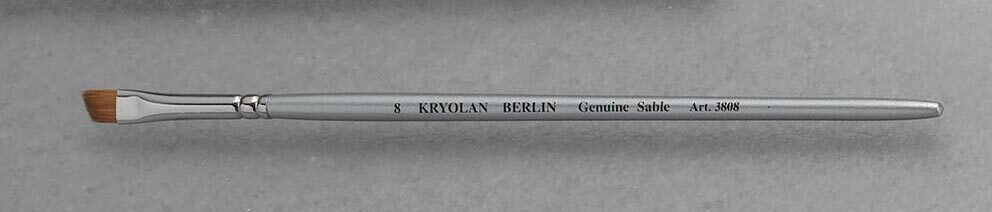 8 KRYOLAN BERLIN Genuine Sable Art. 3808